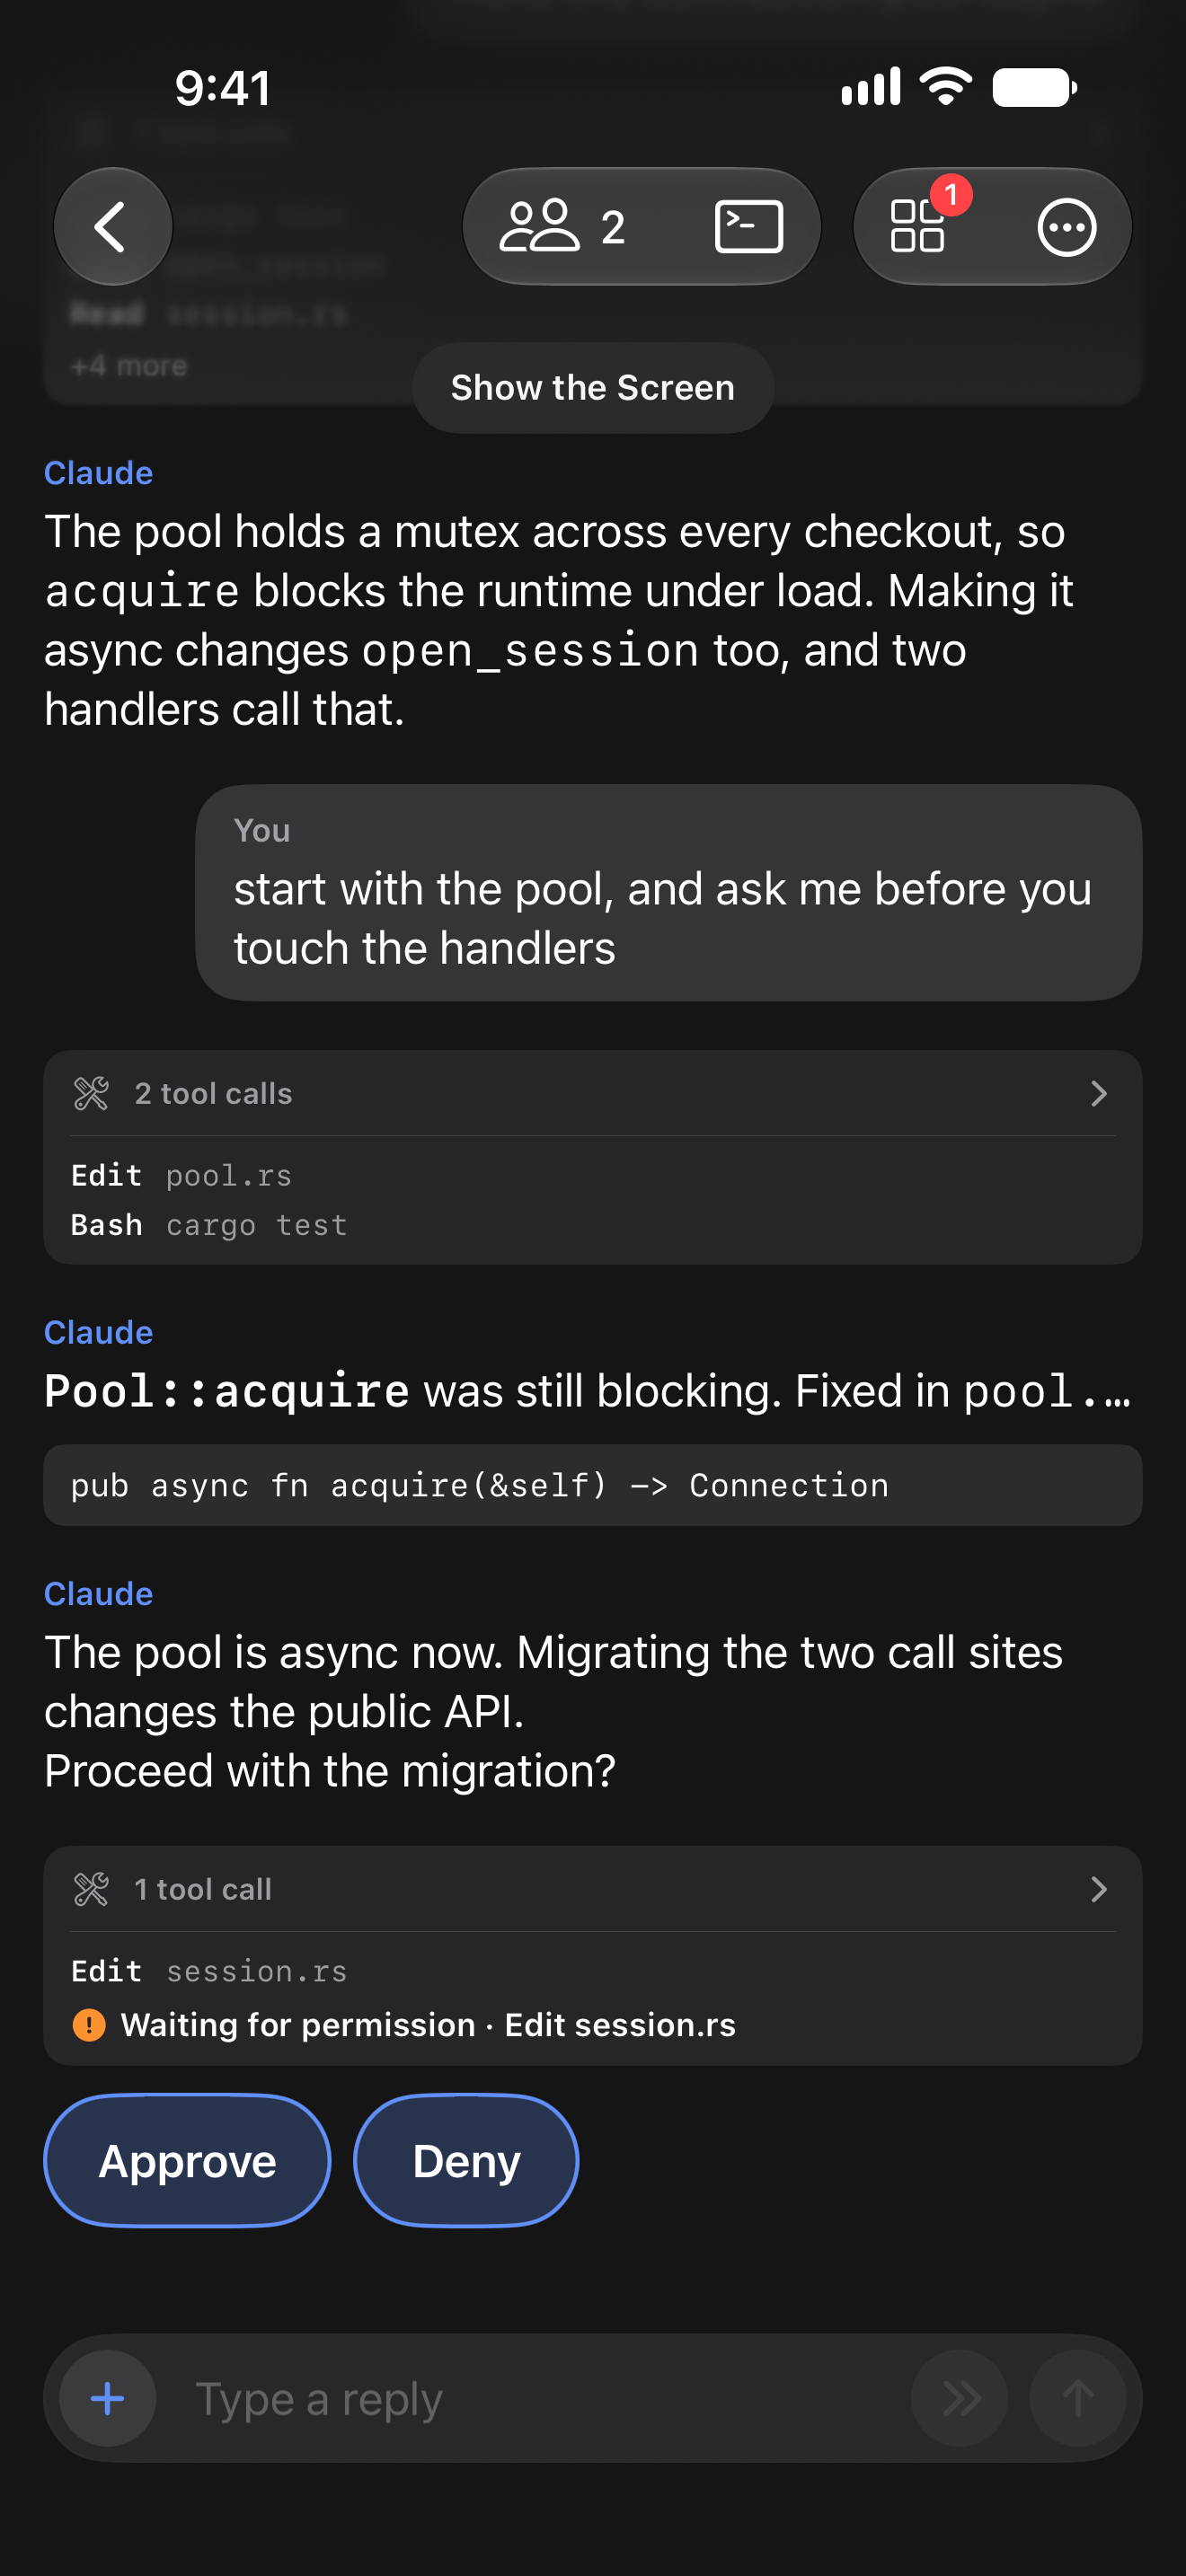 9:41
2
1
Read session.rs
+4 more
Show the Screen
Claude
The pool holds a mutex across every checkout, so
acquire blocks the runtime under load. Making it
async changes open_session too, and two
handlers call that.
You
start with the pool, and ask me before you
touch the handlers
2 tool calls
Edit pool.rs
Bash cargo test
Claude
Pool::acquire was still blocking. Fixed in pool.…
pub async fn acquire(&self) -> Connection
Claude
The pool is async now. Migrating the two call sites
changes the public API.
Proceed with the migration?
1 tool call
Edit session.rs
Waiting for permission · Edit session.rs
Approve
Deny
Type a reply